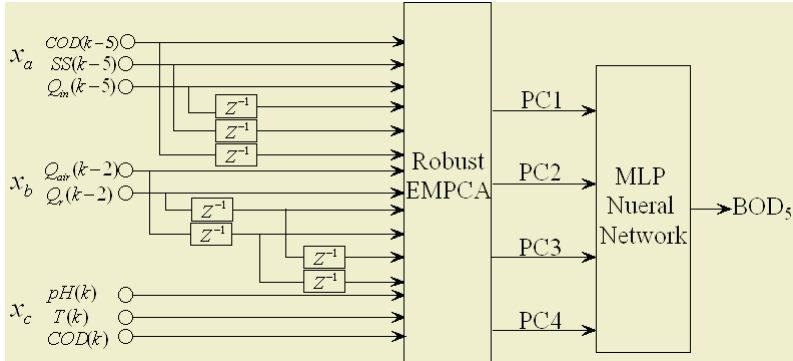 x_a
COD(k−5)
SS(k−5)
Q_in(k−5)
Z⁻¹
Z⁻¹
Z⁻¹
x_b
Q_air(k−2)
Q_r(k−2)
Z⁻¹
Z⁻¹
Z⁻¹
Z⁻¹
x_c
pH(k)
T(k)
COD(k)
Robust
EMPCA
PC1
PC2
PC3
PC4
MLP
Nueral
Network
BOD₅